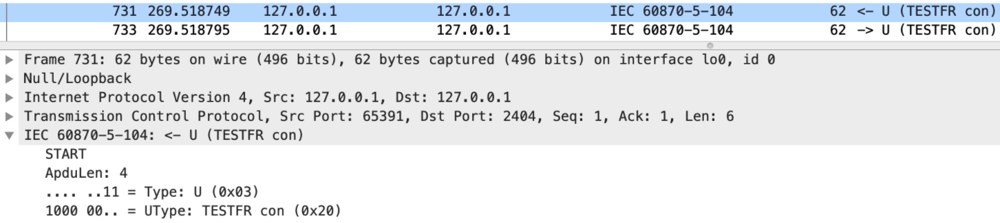 731 269.518749 127.0.0.1 127.0.0.1 IEC 60870-5-104 62 <- U (TESTFR con)
733 269.518795 127.0.0.1 127.0.0.1 IEC 60870-5-104 62 -> U (TESTFR con)
Frame 731: 62 bytes on wire (496 bits), 62 bytes captured (496 bits) on interface lo0, id 0
Null/Loopback
Internet Protocol Version 4, Src: 127.0.0.1, Dst: 127.0.0.1
Transmission Control Protocol, Src Port: 65391, Dst Port: 2404, Seq: 1, Ack: 1, Len: 6
IEC 60870-5-104: <- U (TESTFR con)
START
ApduLen: 4
.... ..11 = Type: U (0x03)
1000 00.. = UType: TESTFR con (0x20)